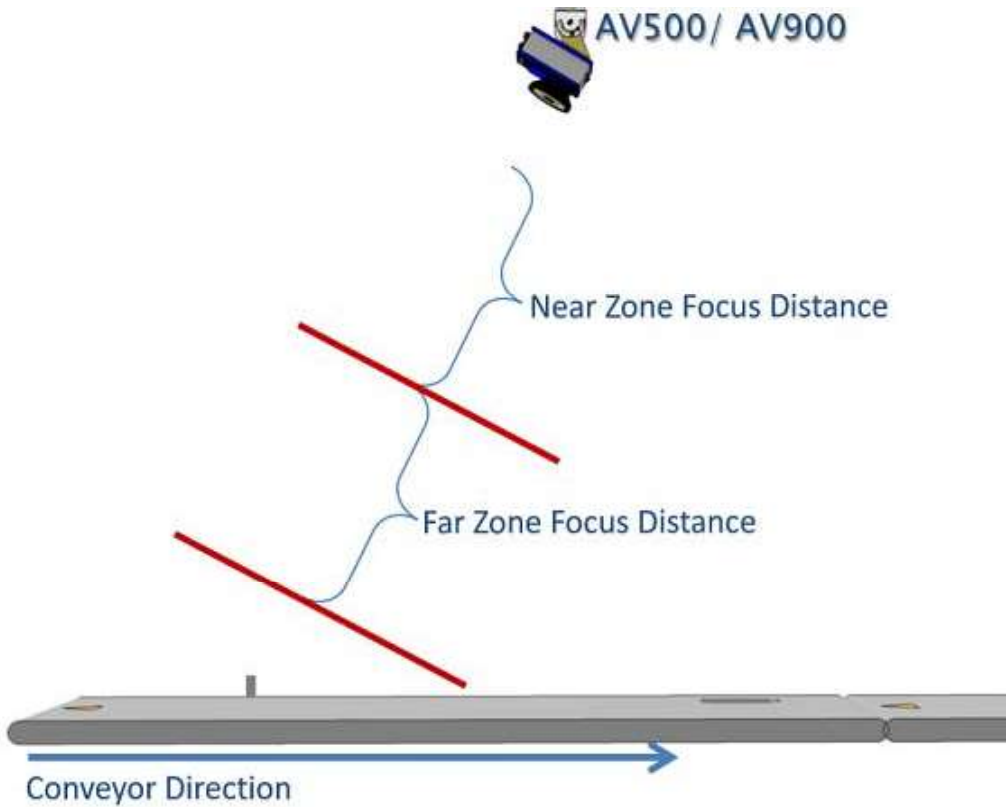 AV500/ AV900
Near Zone Focus Distance
Far Zone Focus Distance
Conveyor Direction